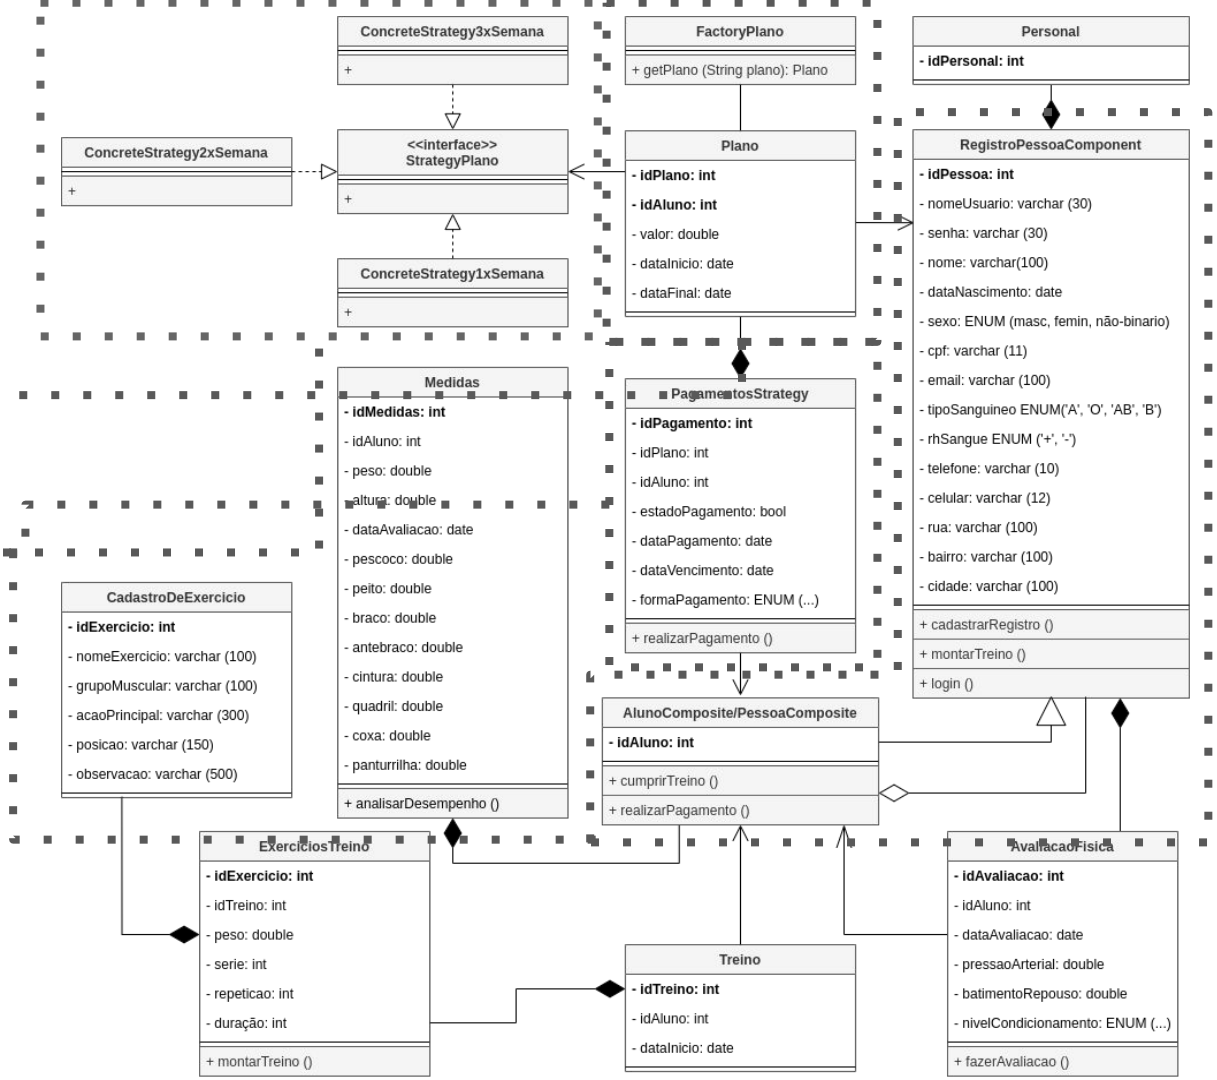 ConcreteStrategy3xSemana
+
ConcreteStrategy2xSemana
+
<<interface>>
StrategyPlano
+
ConcreteStrategy1xSemana
+
FactoryPlano
+ getPlano (String plano): Plano
Plano
- idPlano: int
- idAluno: int
- valor: double
- dataInicio: date
- dataFinal: date
Personal
- idPersonal: int
RegistroPessoaComponent
- idPessoa: int
- nomeUsuario: varchar (30)
- senha: varchar (30)
- nome: varchar(100)
- dataNascimento: date
- sexo: ENUM (masc, femin, não-binario)
- cpf: varchar (11)
- email: varchar (100)
- tipoSanguineo ENUM('A', 'O', 'AB', 'B')
- rhSangue ENUM ('+', '-')
- telefone: varchar (10)
- celular: varchar (12)
- rua: varchar (100)
- bairro: varchar (100)
- cidade: varchar (100)
+ cadastrarRegistro ()
+ montarTreino ()
+ login ()
Medidas
- idMedidas: int
- idAluno: int
- peso: double
- altura: double
- dataAvaliacao: date
- pescoco: double
- peito: double
- braco: double
- antebraco: double
- cintura: double
- quadril: double
- coxa: double
- panturrilha: double
+ analisarDesempenho ()
PagamentosStrategy
- idPagamento: int
- idPlano: int
- idAluno: int
- estadoPagamento: bool
- dataPagamento: date
- dataVencimento: date
- formaPagamento: ENUM (...)
+ realizarPagamento ()
CadastroDeExercicio
- idExercicio: int
- nomeExercicio: varchar (100)
- grupoMuscular: varchar (100)
- acaoPrincipal: varchar (300)
- posicao: varchar (150)
- observacao: varchar (500)
AlunoComposite/PessoaComposite
- idAluno: int
+ cumprirTreino ()
+ realizarPagamento ()
ExerciciosTreino
- idExercicio: int
- idTreino: int
- peso: double
- serie: int
- repeticao: int
- duração: int
+ montarTreino ()
Treino
- idTreino: int
- idAluno: int
- dataInicio: date
AvaliacaoFisica
- idAvaliacao: int
- idAluno: int
- dataAvaliacao: date
- pressaoArterial: double
- batimentoRepouso: double
- nivelCondicionamento: ENUM (...)
+ fazerAvaliacao ()